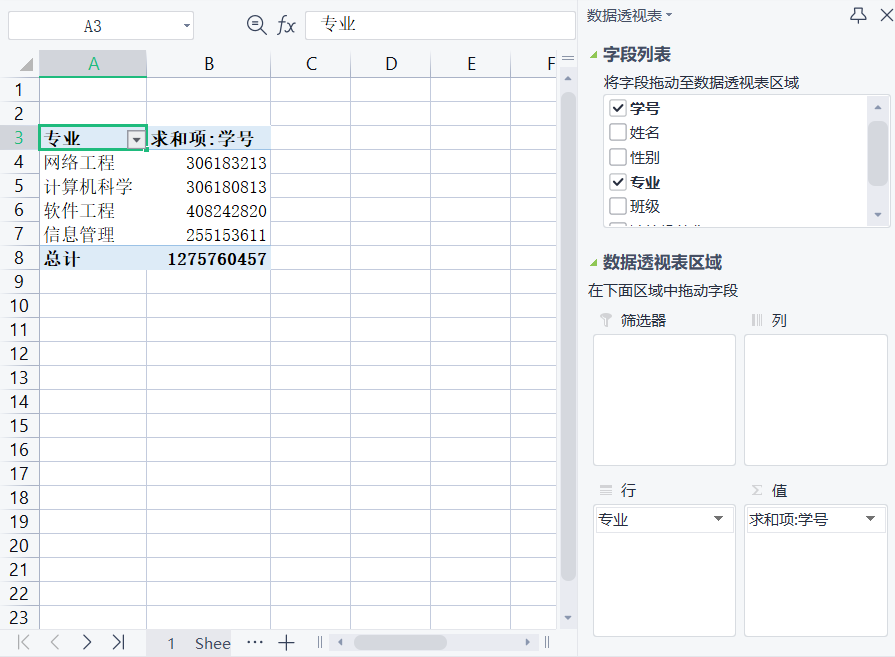 A3
fx
专业
数据透视表
字段列表
将字段拖动至数据透视表区域
学号
姓名
性别
专业
班级
A B C D E F
1
2
3 专业 求和项:学号
4 网络工程 306183213
5 计算机科学 306180813
6 软件工程 408242820
7 信息管理 255153611
8 总计 1275760457
9
10
11
12
13
14
15
16
17
18
19
20
21
22
23
数据透视表区域
在下面区域中拖动字段
筛选器
列
行
Σ 值
专业
求和项:学号
1 Shee ··· +